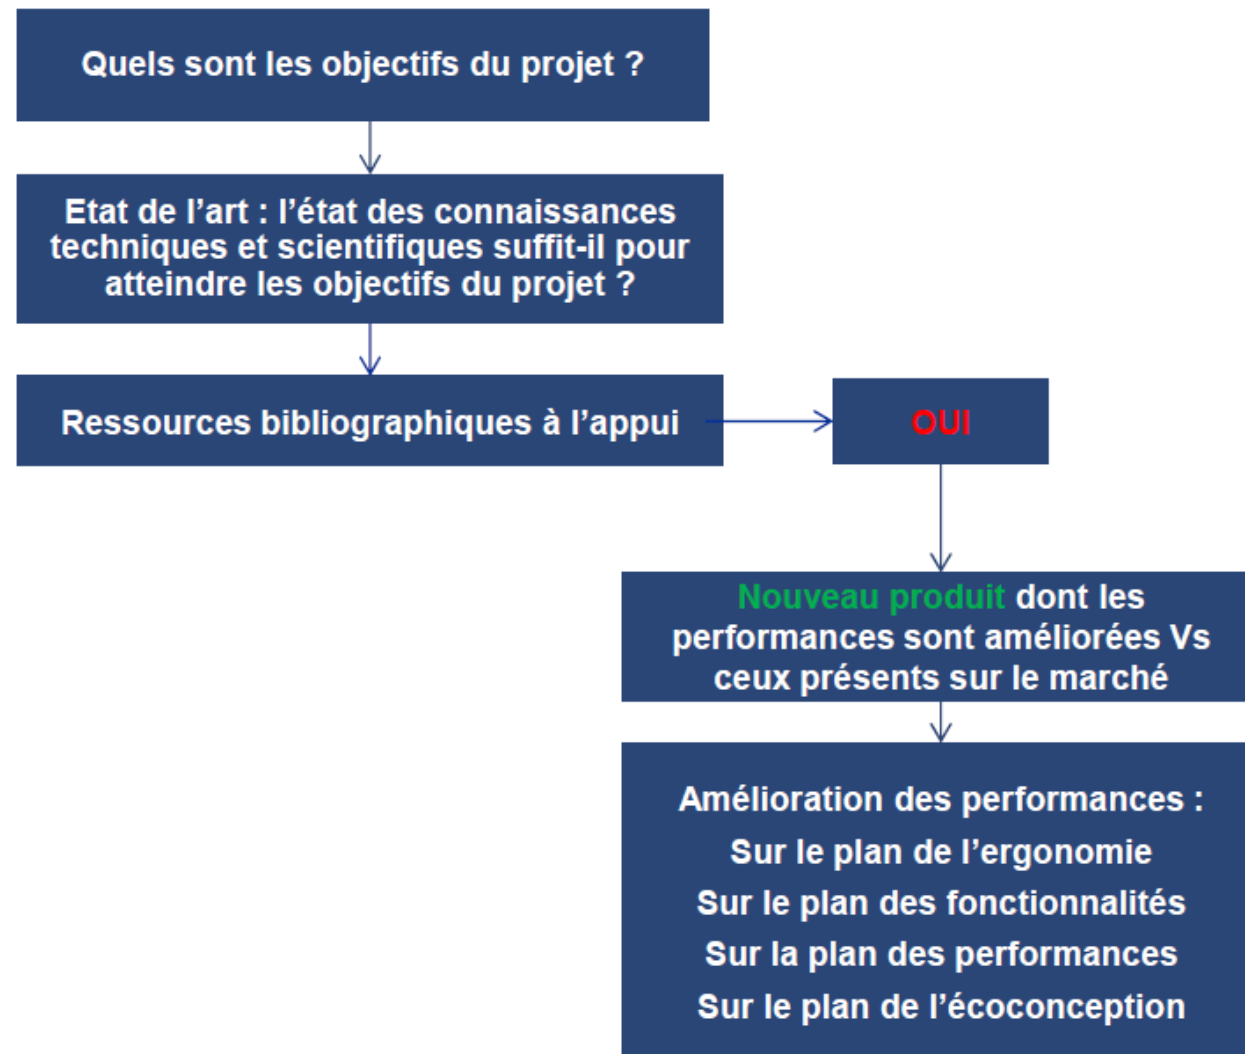 Quels sont les objectifs du projet ?
Etat de l’art : l’état des connaissances
techniques et scientifiques suffit-il pour
atteindre les objectifs du projet ?
Ressources bibliographiques à l’appui
OUI
Nouveau produit dont les
performances sont améliorées Vs
ceux présents sur le marché
Amélioration des performances :
Sur le plan de l’ergonomie
Sur le plan des fonctionnalités
Sur la plan des performances
Sur le plan de l’écoconception